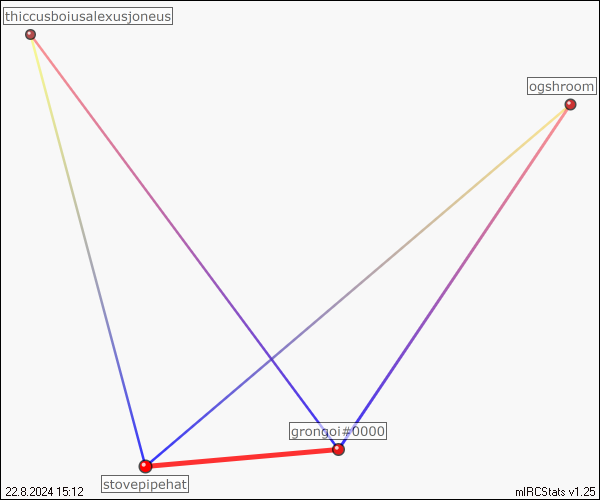 thiccusboiusalexusjoneus
ogshroom
grongoi#0000
stovepipehat
22.8.2024 15:12
mIRCStats v1.25